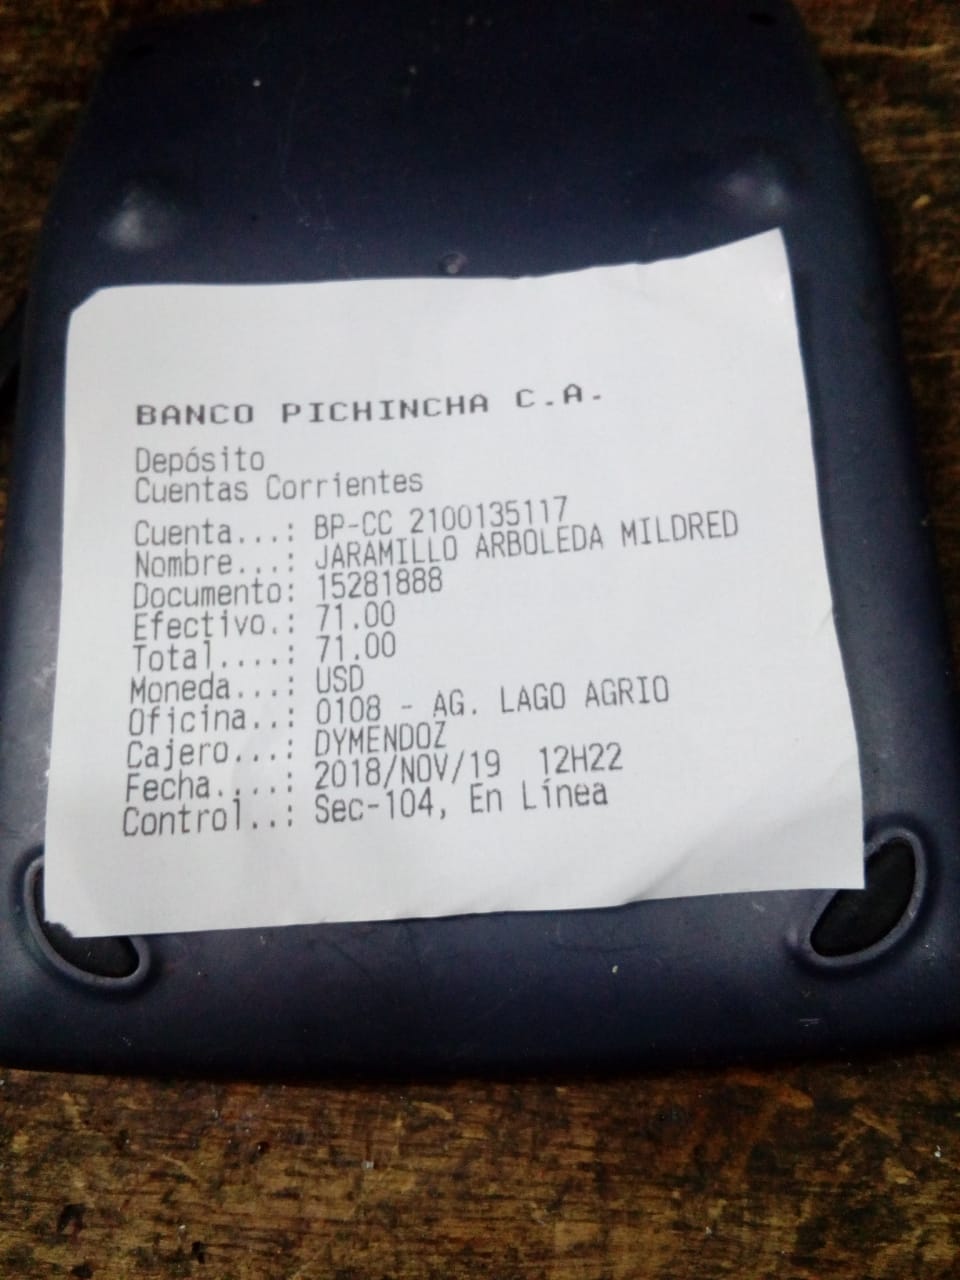 BANCO PICHINCHA C.A.
Depósito
Cuentas Corrientes
Cuenta...: BP-CC 2100135117
Nombre...: JARAMILLO ARBOLEDA MILDRED
Documento: 15281888
Efectivo.: 71.00
Total....: 71.00
Moneda...: USD
Oficina..: 0108 - AG. LAGO AGRIO
Cajero...: DYMENDOZ
Fecha....: 2018/NOV/19 12H22
Control..: Sec-104, En Línea